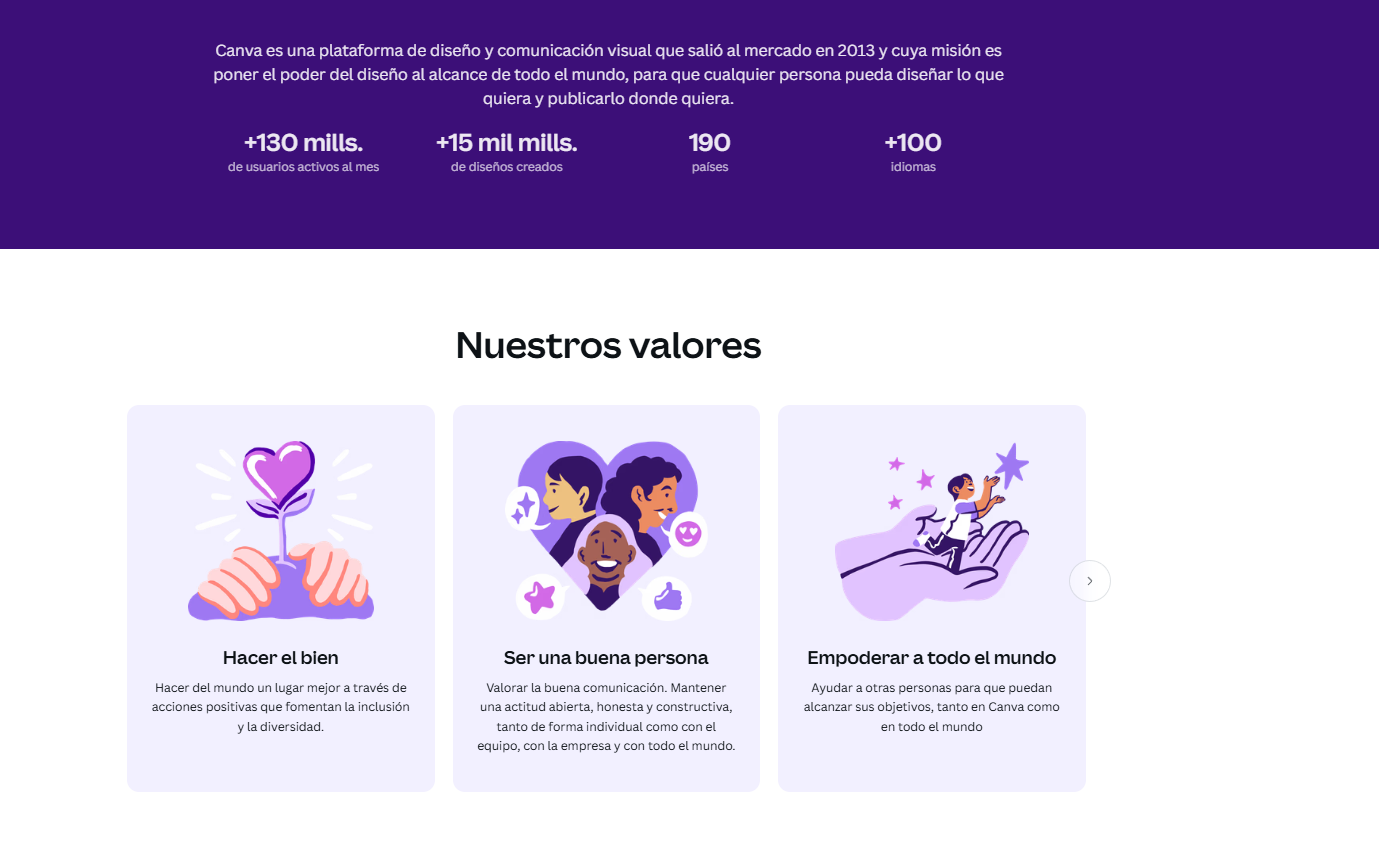 Canva es una plataforma de diseño y comunicación visual que salió al mercado en 2013 y cuya misión es
poner el poder del diseño al alcance de todo el mundo, para que cualquier persona pueda diseñar lo que
quiera y publicarlo donde quiera.
+130 mills.
de usuarios activos al mes
+15 mil mills.
de diseños creados
190
países
+100
idiomas
Nuestros valores
Hacer el bien
Hacer del mundo un lugar mejor a través de
acciones positivas que fomentan la inclusión
y la diversidad.
Ser una buena persona
Valorar la buena comunicación. Mantener
una actitud abierta, honesta y constructiva,
tanto de forma individual como con el
equipo, con la empresa y con todo el mundo.
Empoderar a todo el mundo
Ayudar a otras personas para que puedan
alcanzar sus objetivos, tanto en Canva como
en todo el mundo